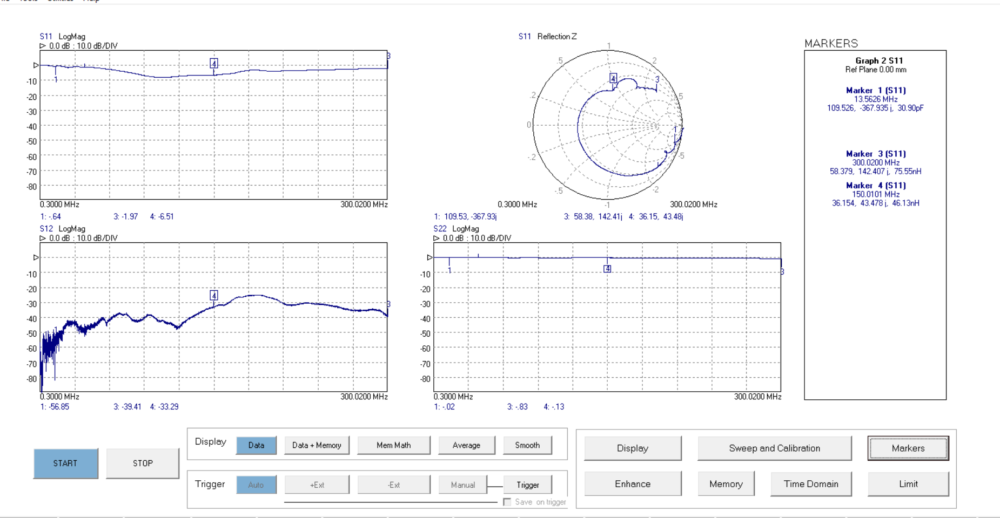 Tools Utilities Help
S11 LogMag
▷ 0.0 dB : 10.0 dB/DIV
3
4
1
-10
-20
-30
-40
-50
-60
-70
-80
0.3000 MHz 300.0200 MHz
1: -.64 3: -1.97 4: -6.51
S11 Reflection Z
1
.5 2
4 3
.2 5
0 1
-.2 -5
-.5 -2
-1
0.3000 MHz 300.0200 MHz
1: 109.53, -367.93j 3: 58.38, 142.41j 4: 36.15, 43.48j
MARKERS
Graph 2 S11
Ref Plane 0.00 mm
Marker 1 (S11)
13.5626 MHz
109.526, -367.935 j, 30.90pF
Marker 3 (S11)
300.0200 MHz
58.379, 142.407 j, 75.55nH
Marker 4 (S11)
150.0101 MHz
36.154, 43.478 j, 46.13nH
S12 LogMag
▷ 0.0 dB : 10.0 dB/DIV
4
3
1
-10
-20
-30
-40
-50
-60
-70
-80
0.3000 MHz 300.0200 MHz
1: -56.85 3: -39.41 4: -33.29
S22 LogMag
▷ 0.0 dB : 10.0 dB/DIV
1 4 3
-10
-20
-30
-40
-50
-60
-70
-80
0.3000 MHz 300.0200 MHz
1: -.02 3: -.83 4: -.13
START STOP
Display Data Data + Memory Mem Math Average Smooth
Trigger Auto +Ext -Ext Manual Trigger
Save on trigger
Display Sweep and Calibration Markers
Enhance Memory Time Domain Limit